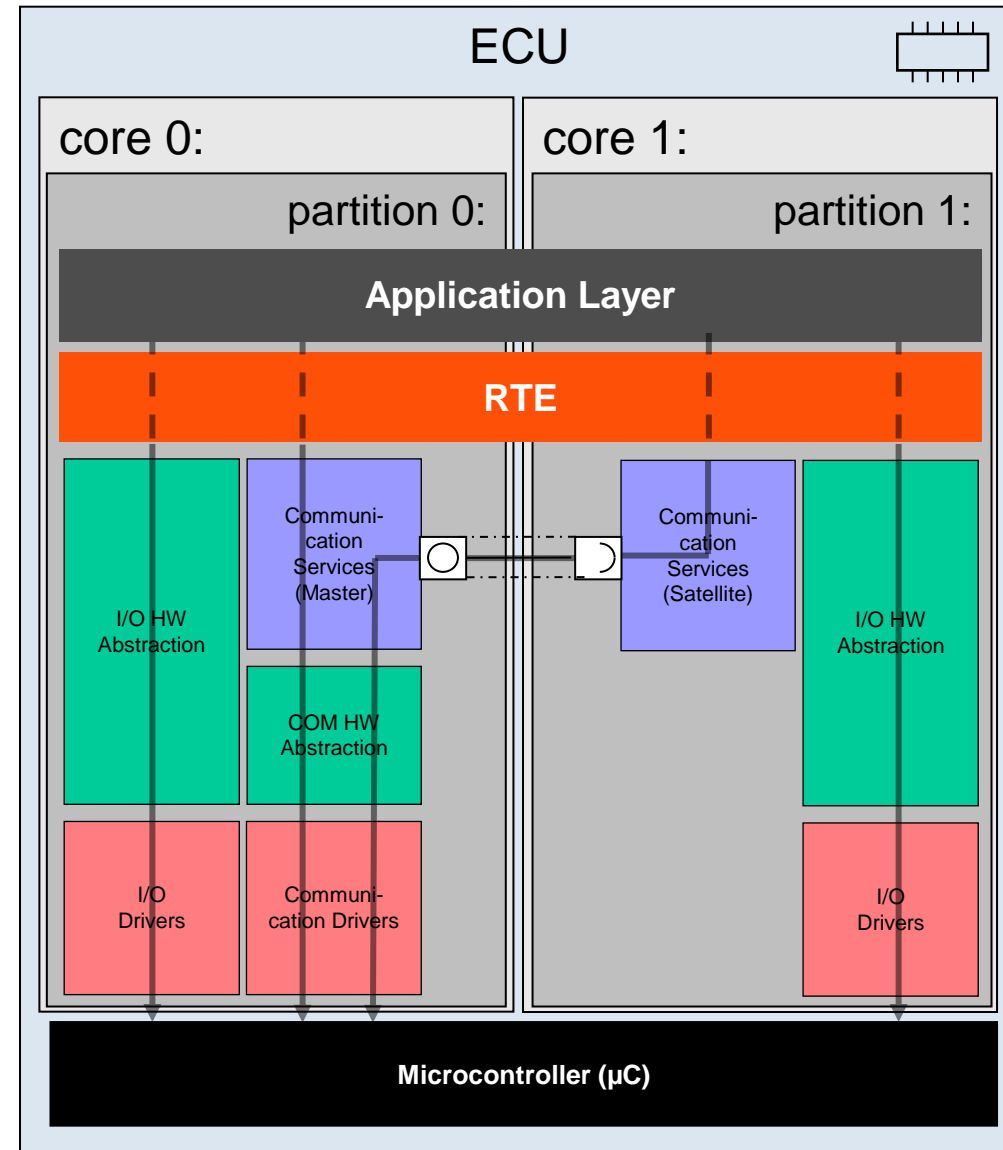 ECU
core 0:
core 1:
partition 0:
partition 1:
Application Layer
RTE
I/O HW
Abstraction
Communi-
cation
Services
(Master)
Communi-
cation
Services
(Satellite)
I/O HW
Abstraction
COM HW
Abstraction
I/O
Drivers
Communi-
cation Drivers
I/O
Drivers
Microcontroller (µC)